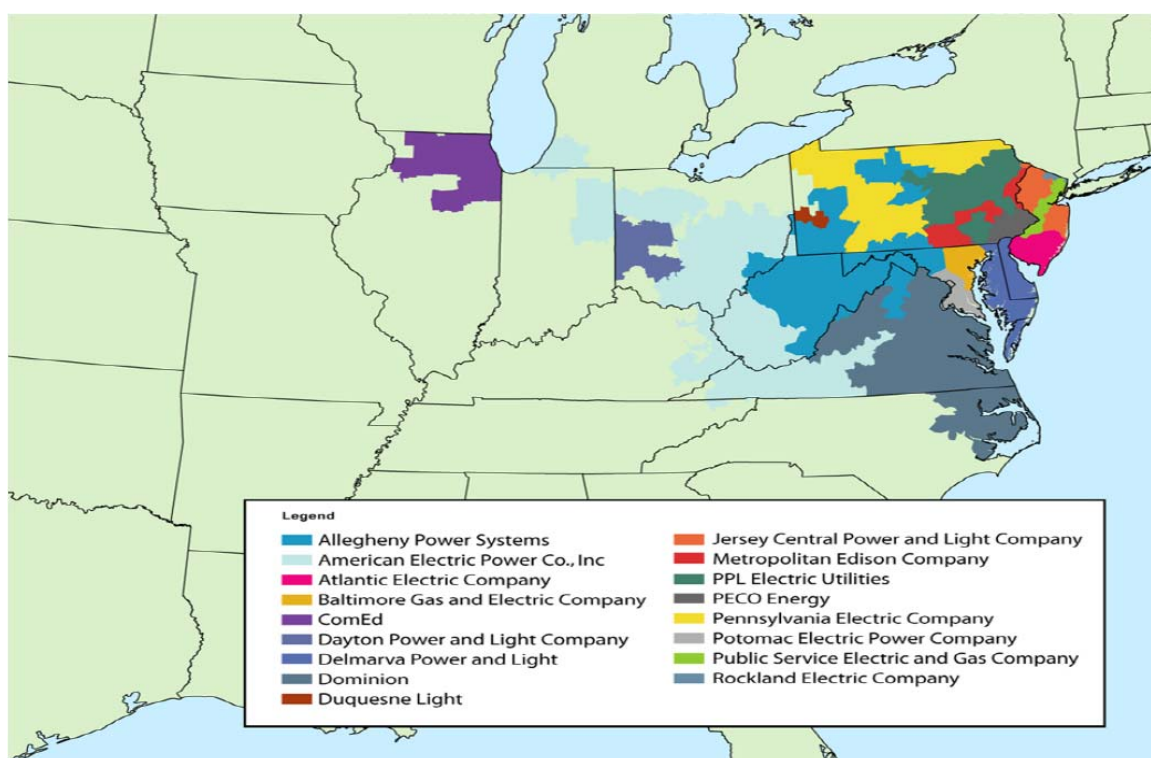 Legend
Allegheny Power Systems
American Electric Power Co., Inc
Atlantic Electric Company
Baltimore Gas and Electric Company
ComEd
Dayton Power and Light Company
Delmarva Power and Light
Dominion
Duquesne Light
Jersey Central Power and Light Company
Metropolitan Edison Company
PPL Electric Utilities
PECO Energy
Pennsylvania Electric Company
Potomac Electric Power Company
Public Service Electric and Gas Company
Rockland Electric Company